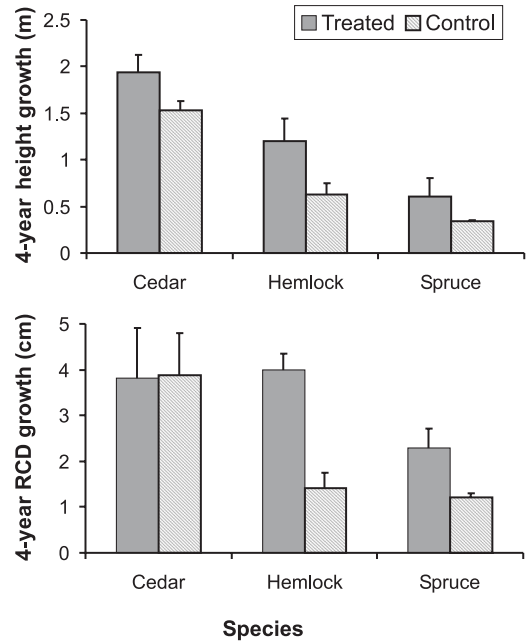 Treated Control
4-year height growth (m)
2.5
2
1.5
1
0.5
0
Cedar Hemlock Spruce
4-year RCD growth (cm)
5
4
3
2
1
0
Cedar Hemlock Spruce
Species